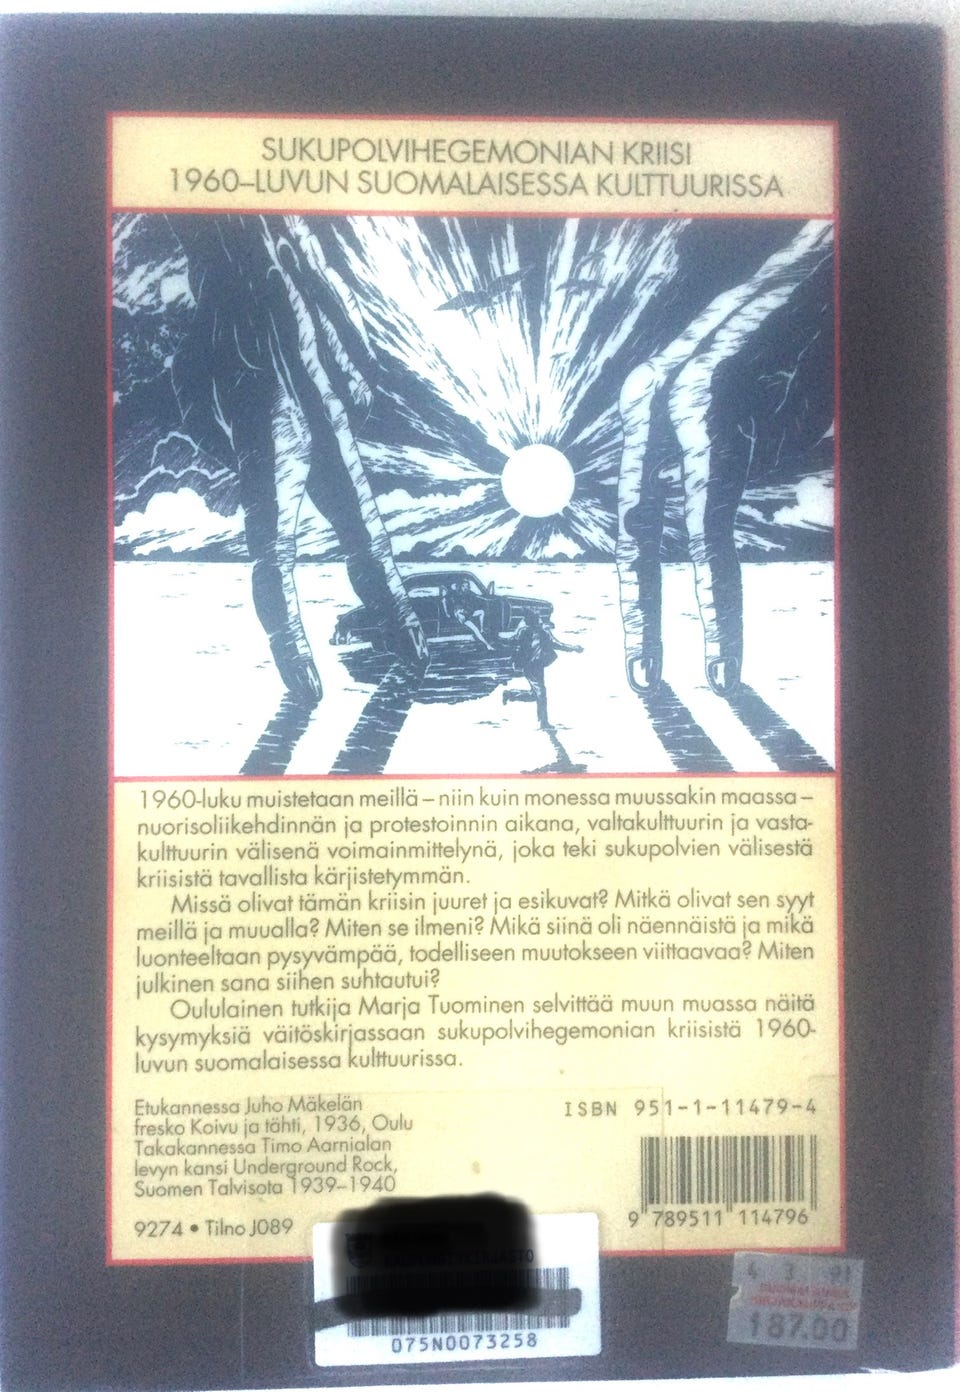 SUKUPOLVIHEGEMONIAN KRIISI
1960-LUVUN SUOMALAISESSA KULTTUURISSA
1960-luku muistetaan meillä – niin kuin monessa muussakin maassa –
nuorisoliikehdinnän ja protestoinnin aikana, valtakulttuurin ja vasta-
kulttuurin välisenä voimainmittelynä, joka teki sukupolvien välisestä
kriisistä tavallista kärjistetymmän.
Missä olivat tämän kriisin juuret ja esikuvat? Mitkä olivat sen syyt
meillä ja muualla? Miten se ilmeni? Mikä siinä oli näennäistä ja mikä
luonteeltaan pysyvämpää, todelliseen muutokseen viittaavaa? Miten
julkinen sana siihen suhtautui?
Oululainen tutkija Marja Tuominen selvittää muun muassa näitä
kysymyksiä väitöskirjassaan sukupolvihegemonian kriisistä 1960-
luvun suomalaisessa kulttuurissa.
Etukannessa Juho Mäkelän
fresko Koivu ja tähti, 1936, Oulu
Takakannessa Timo Aarnialan
levyn kansi Underground Rock,
Suomen Talvisota 1939–1940
9274 • Tilno J089
ISBN 951-1-11479-4
9 789511 114796
075N0073258
4 3 91
187.00